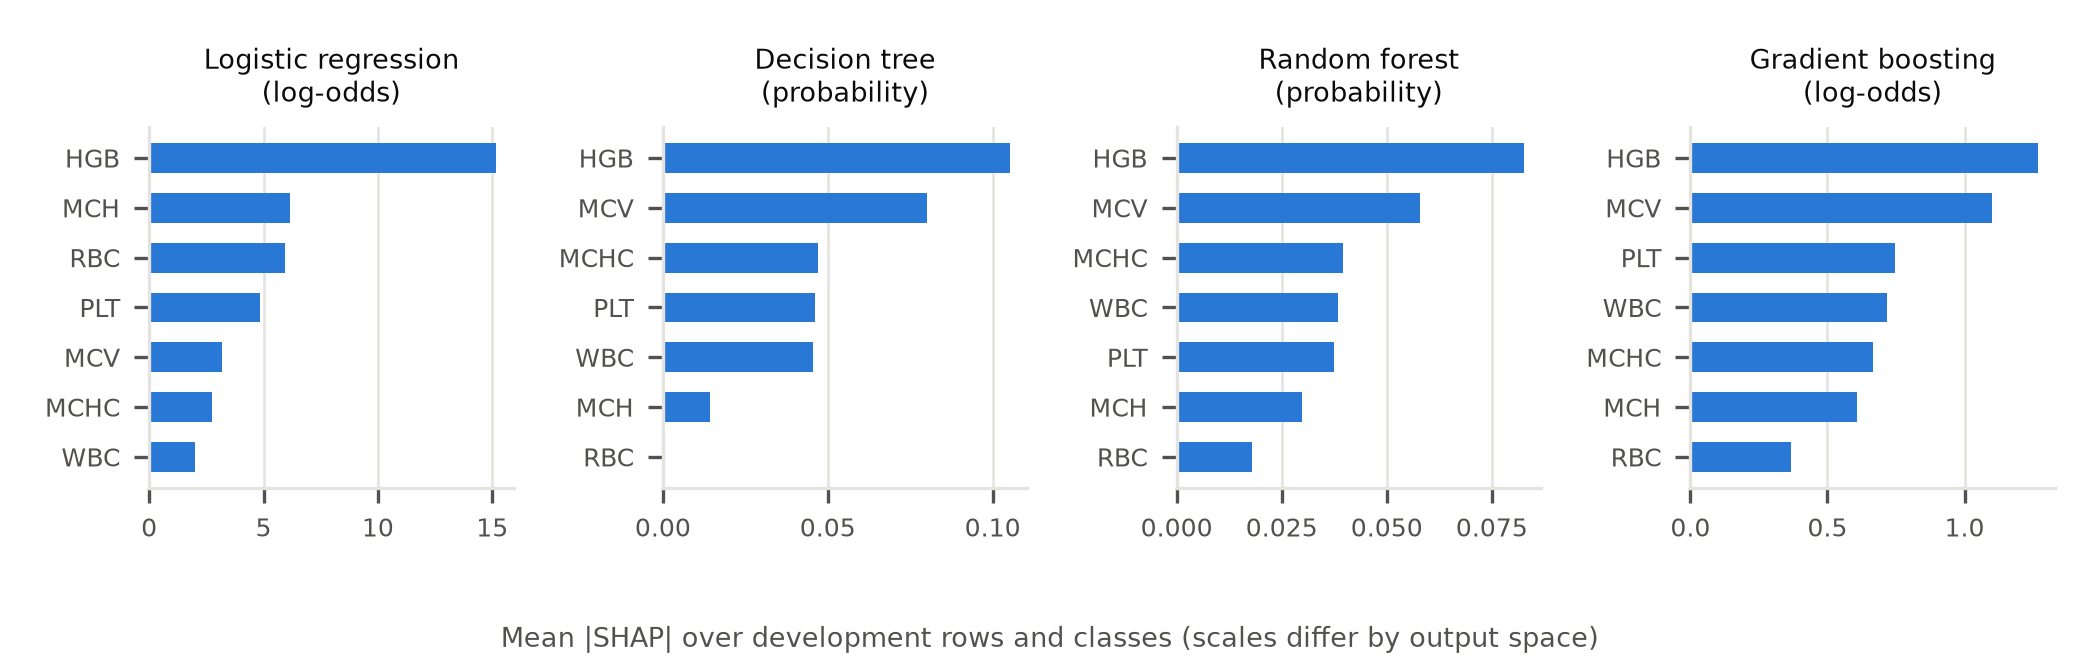 Logistic regression
(log-odds)
HGB
MCH
RBC
PLT
MCV
MCHC
WBC
0 5 10 15
Decision tree
(probability)
HGB
MCV
MCHC
PLT
WBC
MCH
RBC
0.00 0.05 0.10
Random forest
(probability)
HGB
MCV
MCHC
WBC
PLT
MCH
RBC
0.000 0.025 0.050 0.075
Gradient boosting
(log-odds)
HGB
MCV
PLT
WBC
MCHC
MCH
RBC
0.0 0.5 1.0
Mean |SHAP| over development rows and classes (scales differ by output space)